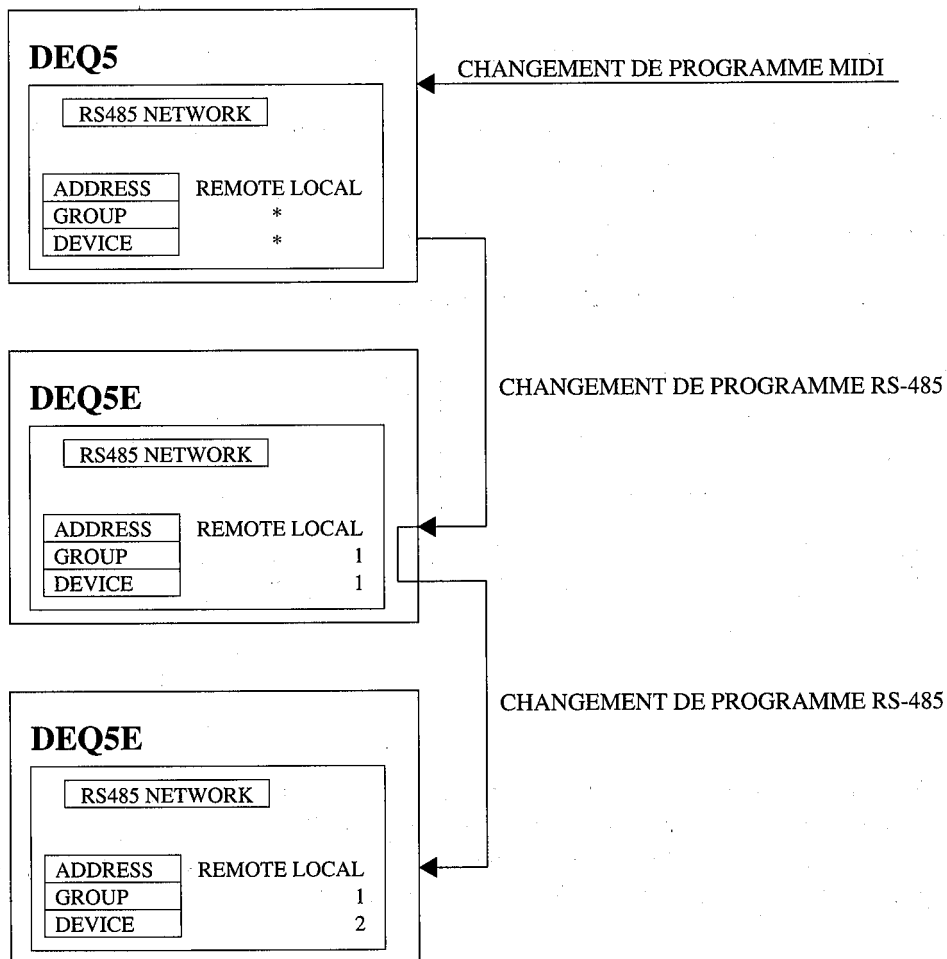 DEQ5
CHANGEMENT DE PROGRAMME MIDI
RS485 NETWORK
ADDRESS REMOTE LOCAL
GROUP *
DEVICE *
CHANGEMENT DE PROGRAMME RS-485
DEQ5E
RS485 NETWORK
ADDRESS REMOTE LOCAL
GROUP 1
DEVICE 1
CHANGEMENT DE PROGRAMME RS-485
DEQ5E
RS485 NETWORK
ADDRESS REMOTE LOCAL
GROUP 1
DEVICE 2